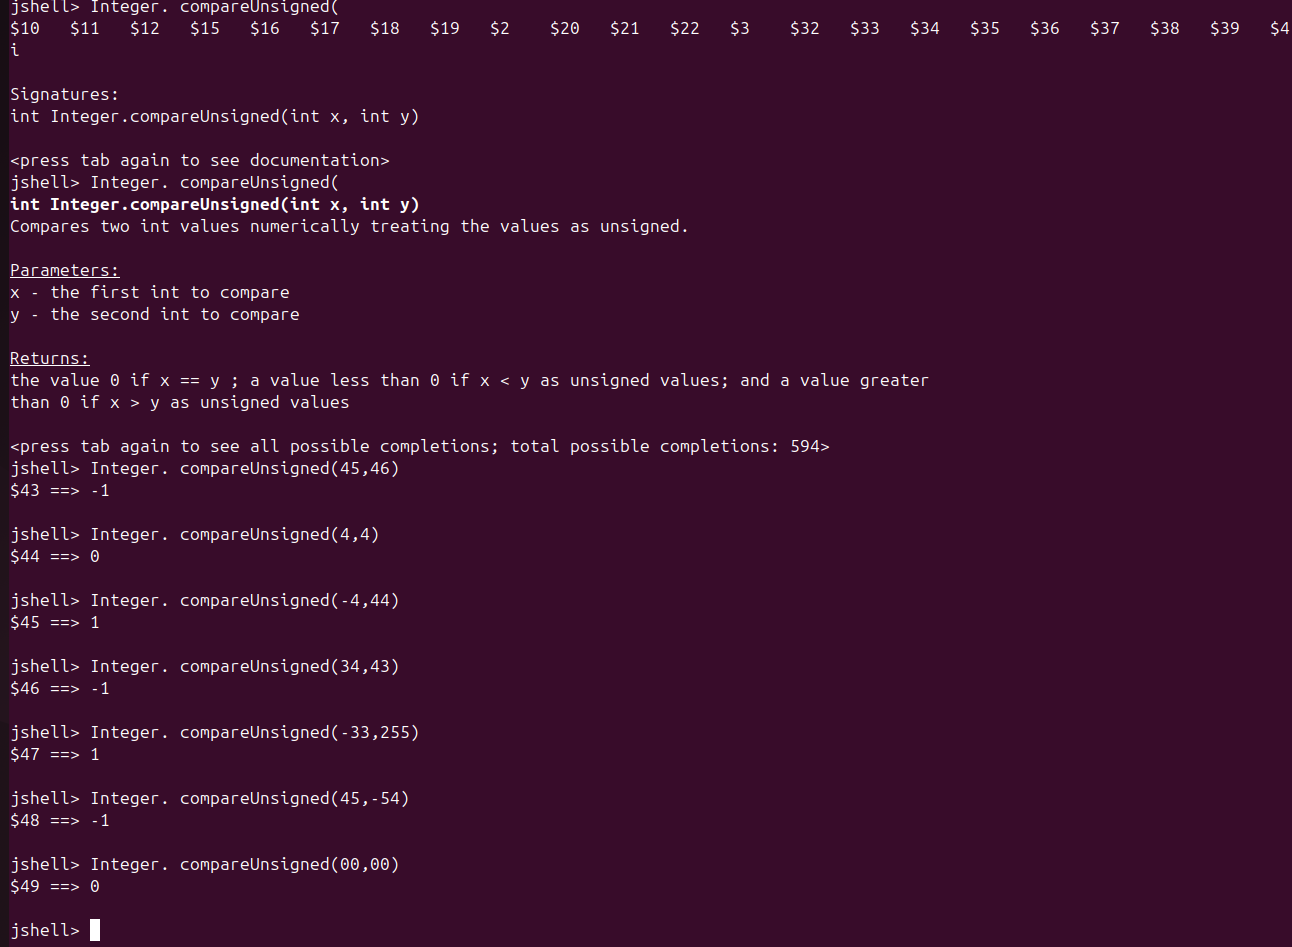 jshell> Integer. compareUnsigned(
$10   $11   $12   $15   $16   $17   $18   $19   $2    $20   $21   $22   $3    $32   $33   $34   $35   $36   $37   $38   $39   $4
i
Signatures:
int Integer.compareUnsigned(int x, int y)
<press tab again to see documentation>
jshell> Integer. compareUnsigned(
int Integer.compareUnsigned(int x, int y)
Compares two int values numerically treating the values as unsigned.
Parameters:
x - the first int to compare
y - the second int to compare
Returns:
the value 0 if x == y ; a value less than 0 if x < y as unsigned values; and a value greater
than 0 if x > y as unsigned values
<press tab again to see all possible completions; total possible completions: 594>
jshell> Integer. compareUnsigned(45,46)
$43 ==> -1
jshell> Integer. compareUnsigned(4,4)
$44 ==> 0
jshell> Integer. compareUnsigned(-4,44)
$45 ==> 1
jshell> Integer. compareUnsigned(34,43)
$46 ==> -1
jshell> Integer. compareUnsigned(-33,255)
$47 ==> 1
jshell> Integer. compareUnsigned(45,-54)
$48 ==> -1
jshell> Integer. compareUnsigned(00,00)
$49 ==> 0
jshell>